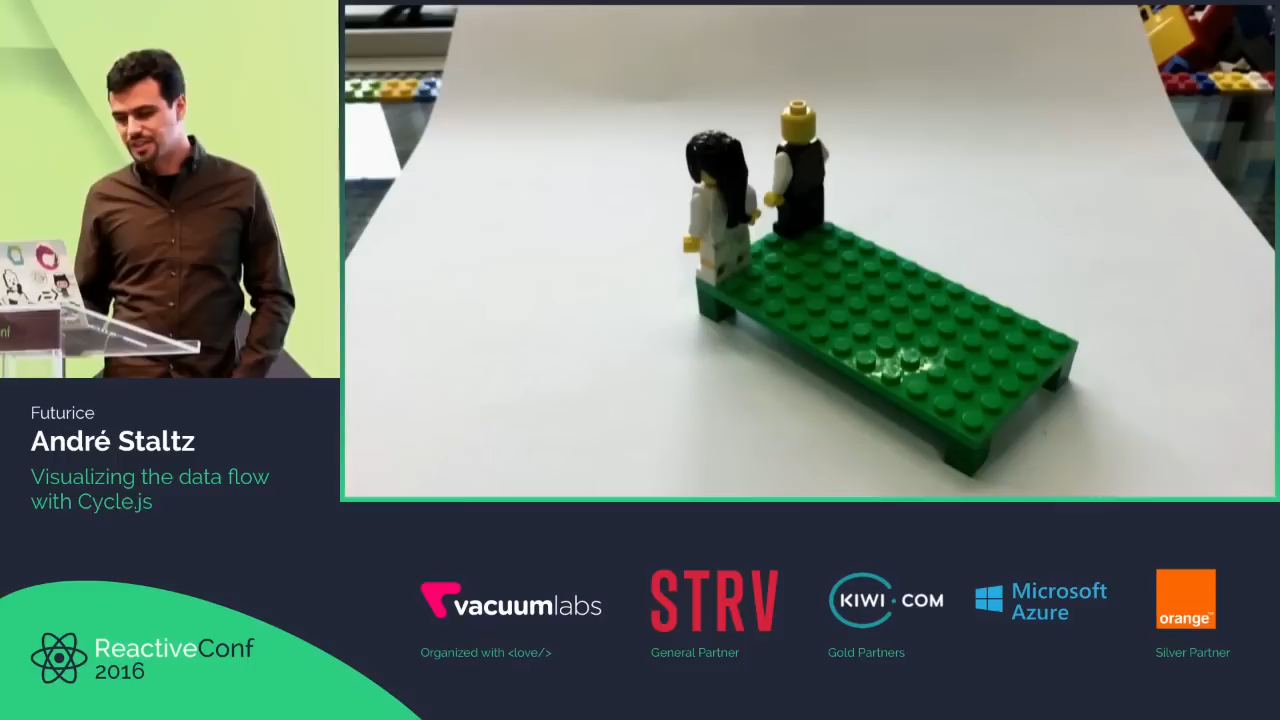 Futurice
André Staltz
Visualizing the data flow
with Cycle.js
ReactiveConf
2016
vacuumlabs
Organized with <love/>
STRV
General Partner
KIWI.COM
Gold Partners
Microsoft
Azure
orange™
Silver Partner